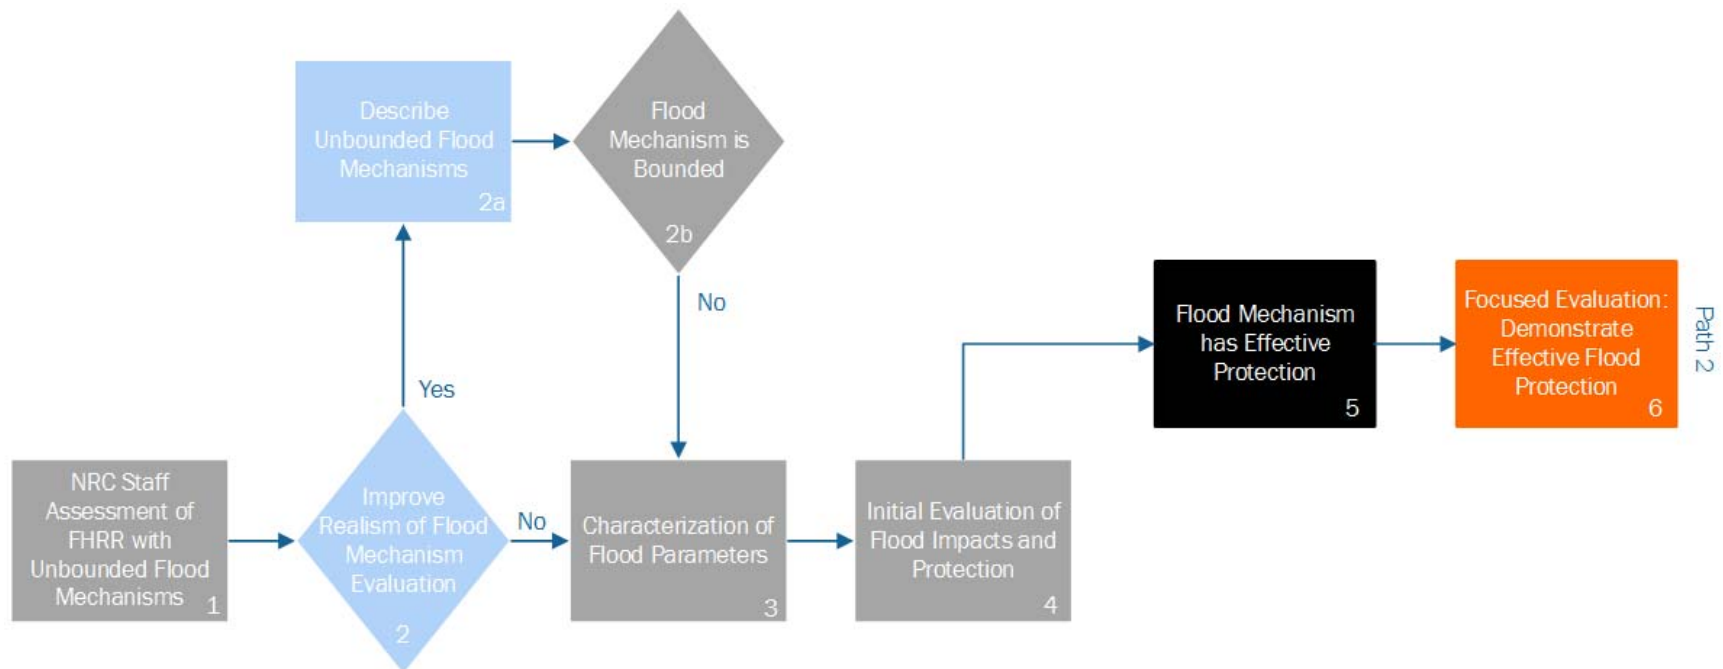 Describe
Unbounded Flood
Mechanisms
2a
Flood
Mechanism is
Bounded
2b
No
Yes
NRC Staff
Assessment of
FHRR with
Unbounded Flood
Mechanisms
1
Improve
Realism of Flood
Mechanism
Evaluation
2
No
Characterization of
Flood Parameters
3
Initial Evaluation of
Flood Impacts and
Protection
4
Flood Mechanism
has Effective
Protection
5
Focused Evaluation:
Demonstrate
Effective Flood
Protection
6
Path 2